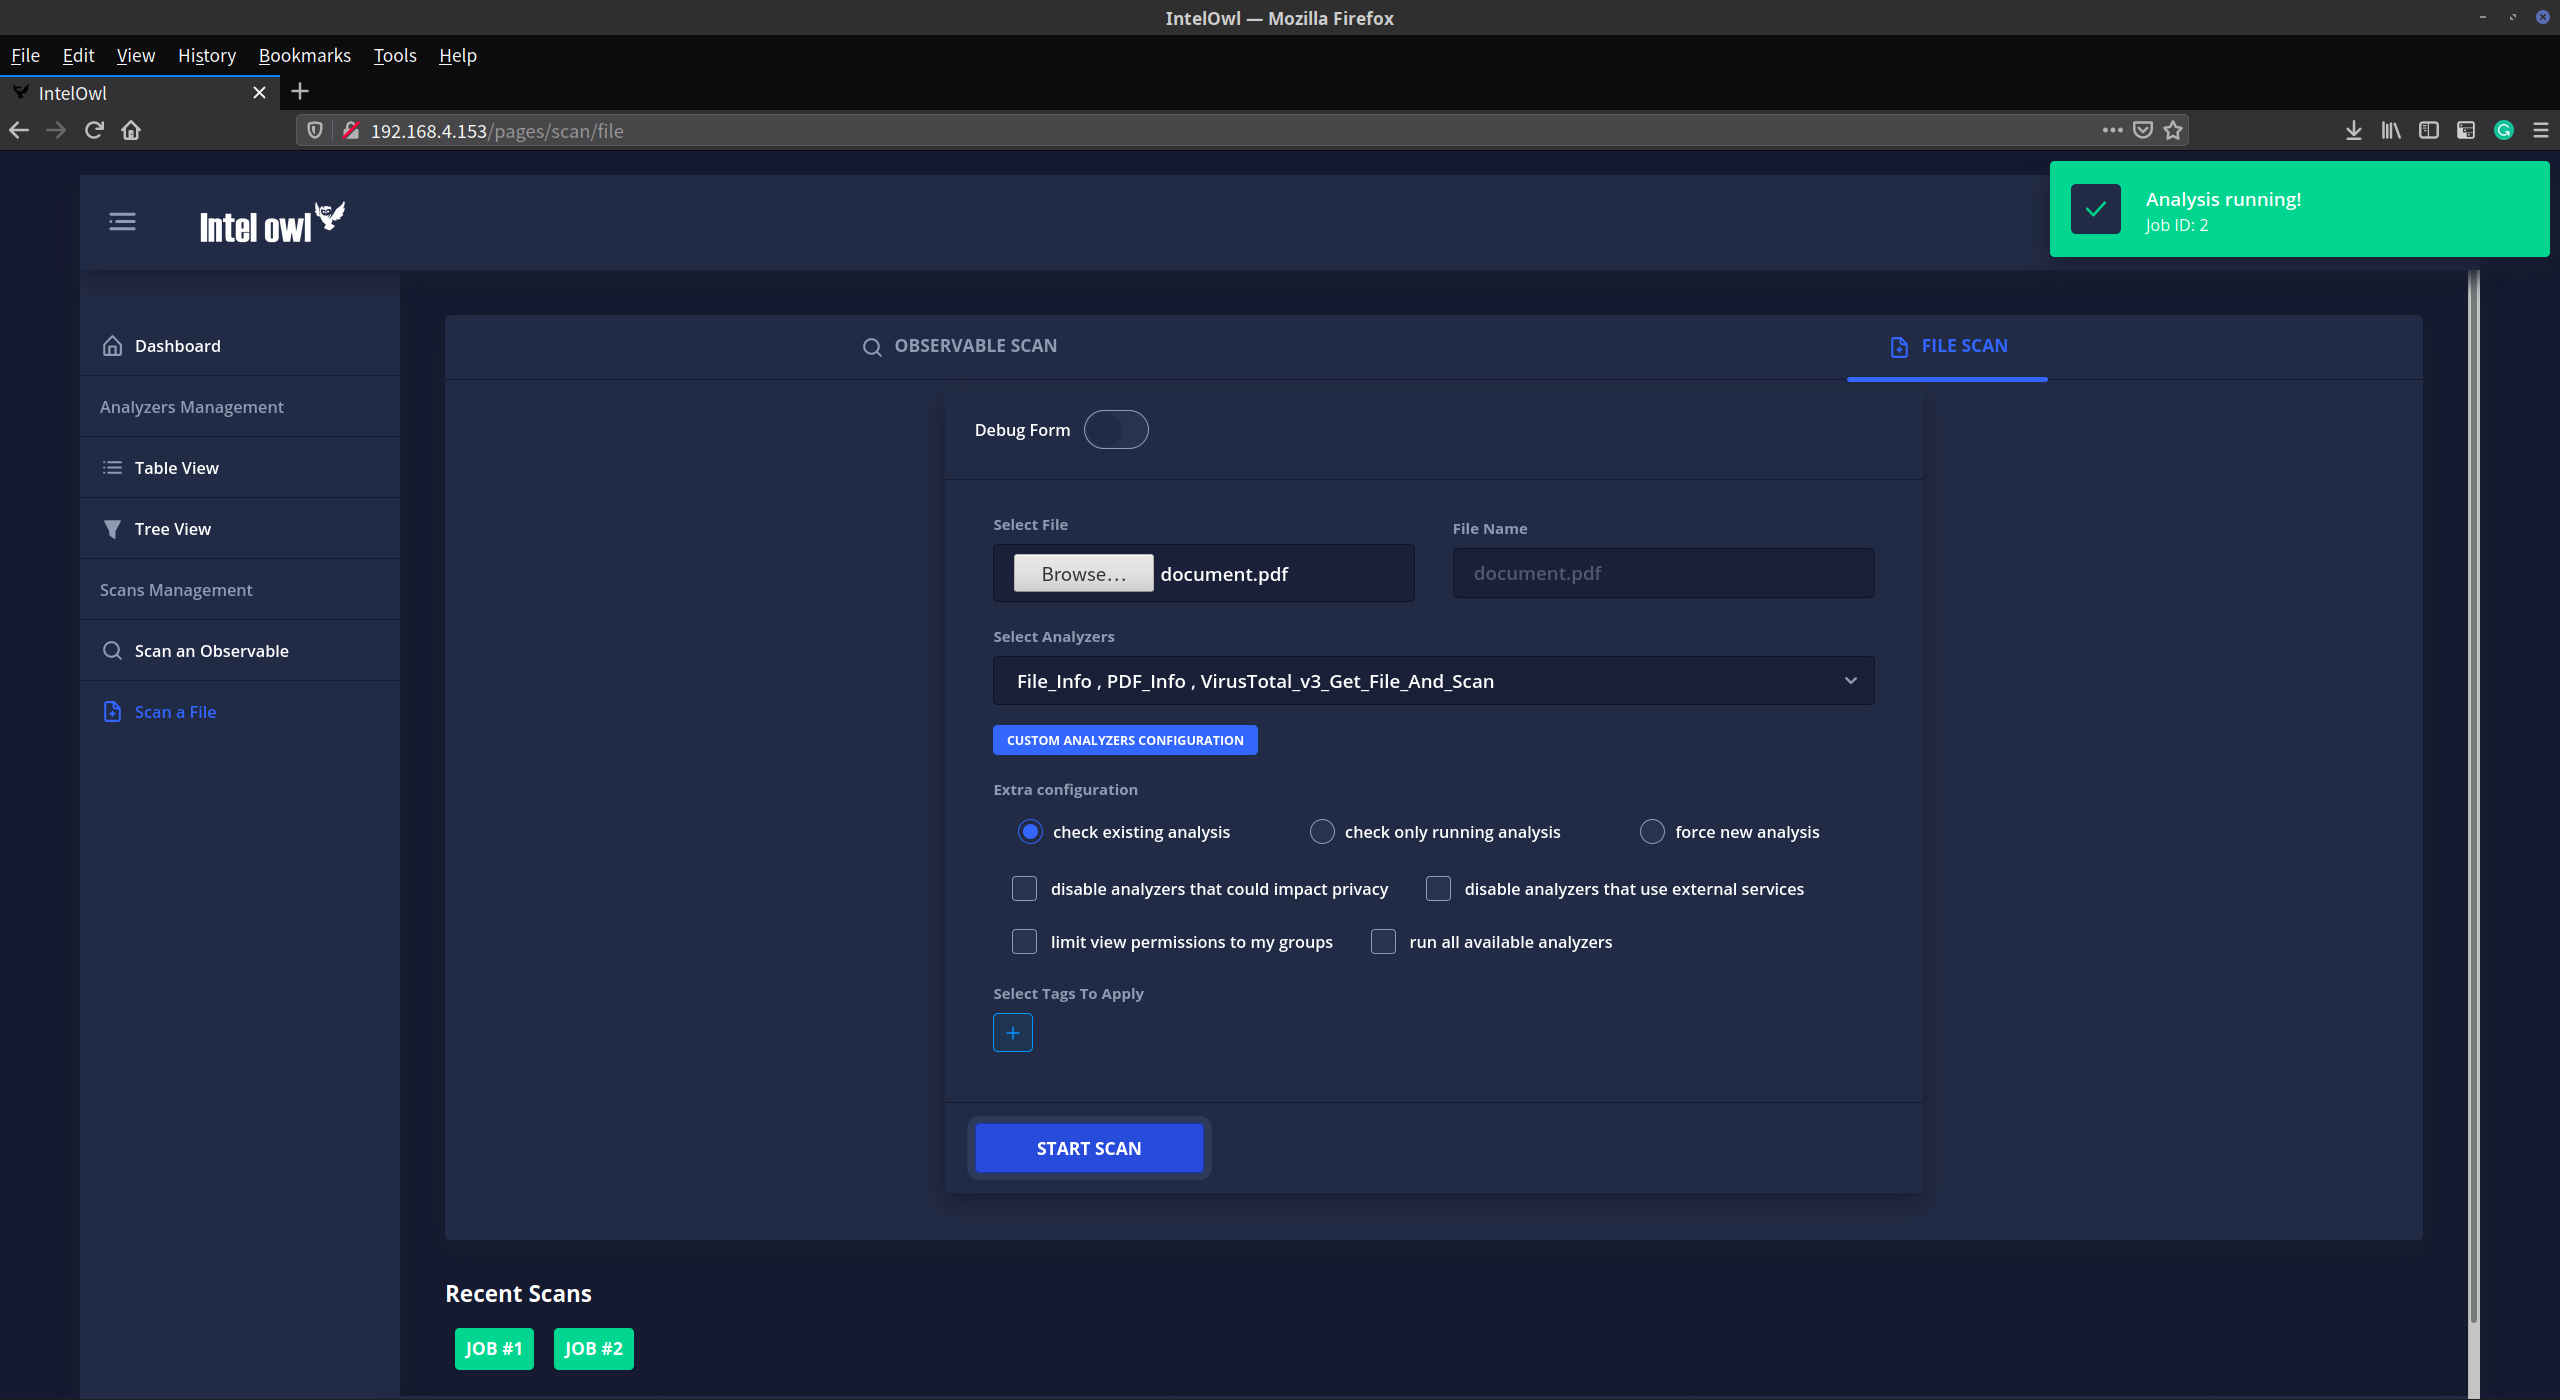 IntelOwl — Mozilla Firefox
File Edit View History Bookmarks Tools Help
IntelOwl
192.168.4.153/pages/scan/file
Analysis running!
Job ID: 2
Intel owl
Dashboard
Analyzers Management
Table View
Tree View
Scans Management
Scan an Observable
Scan a File
OBSERVABLE SCAN
FILE SCAN
Debug Form
Select File
File Name
Browse... document.pdf
document.pdf
Select Analyzers
File_Info , PDF_Info , VirusTotal_v3_Get_File_And_Scan
CUSTOM ANALYZERS CONFIGURATION
Extra configuration
check existing analysis
check only running analysis
force new analysis
disable analyzers that could impact privacy
disable analyzers that use external services
limit view permissions to my groups
run all available analyzers
Select Tags To Apply
START SCAN
Recent Scans
JOB #1
JOB #2